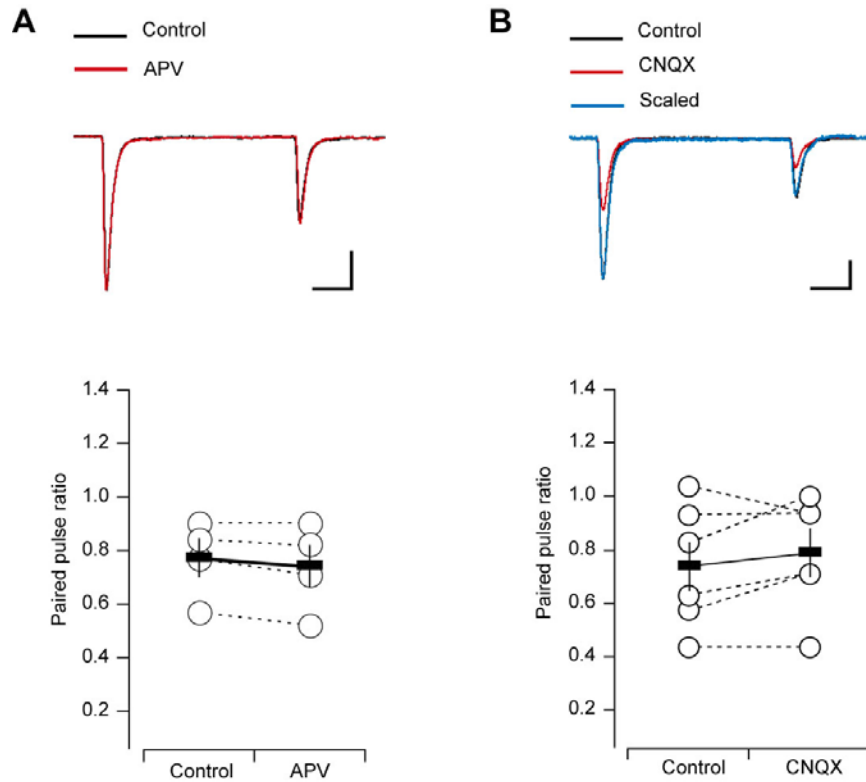 A
Control
APV
B
Control
CNQX
Scaled
Paired pulse ratio
1.4
1.2
1.0
0.8
0.6
0.4
0.2
Control APV
Paired pulse ratio
1.4
1.2
1.0
0.8
0.6
0.4
0.2
Control CNQX